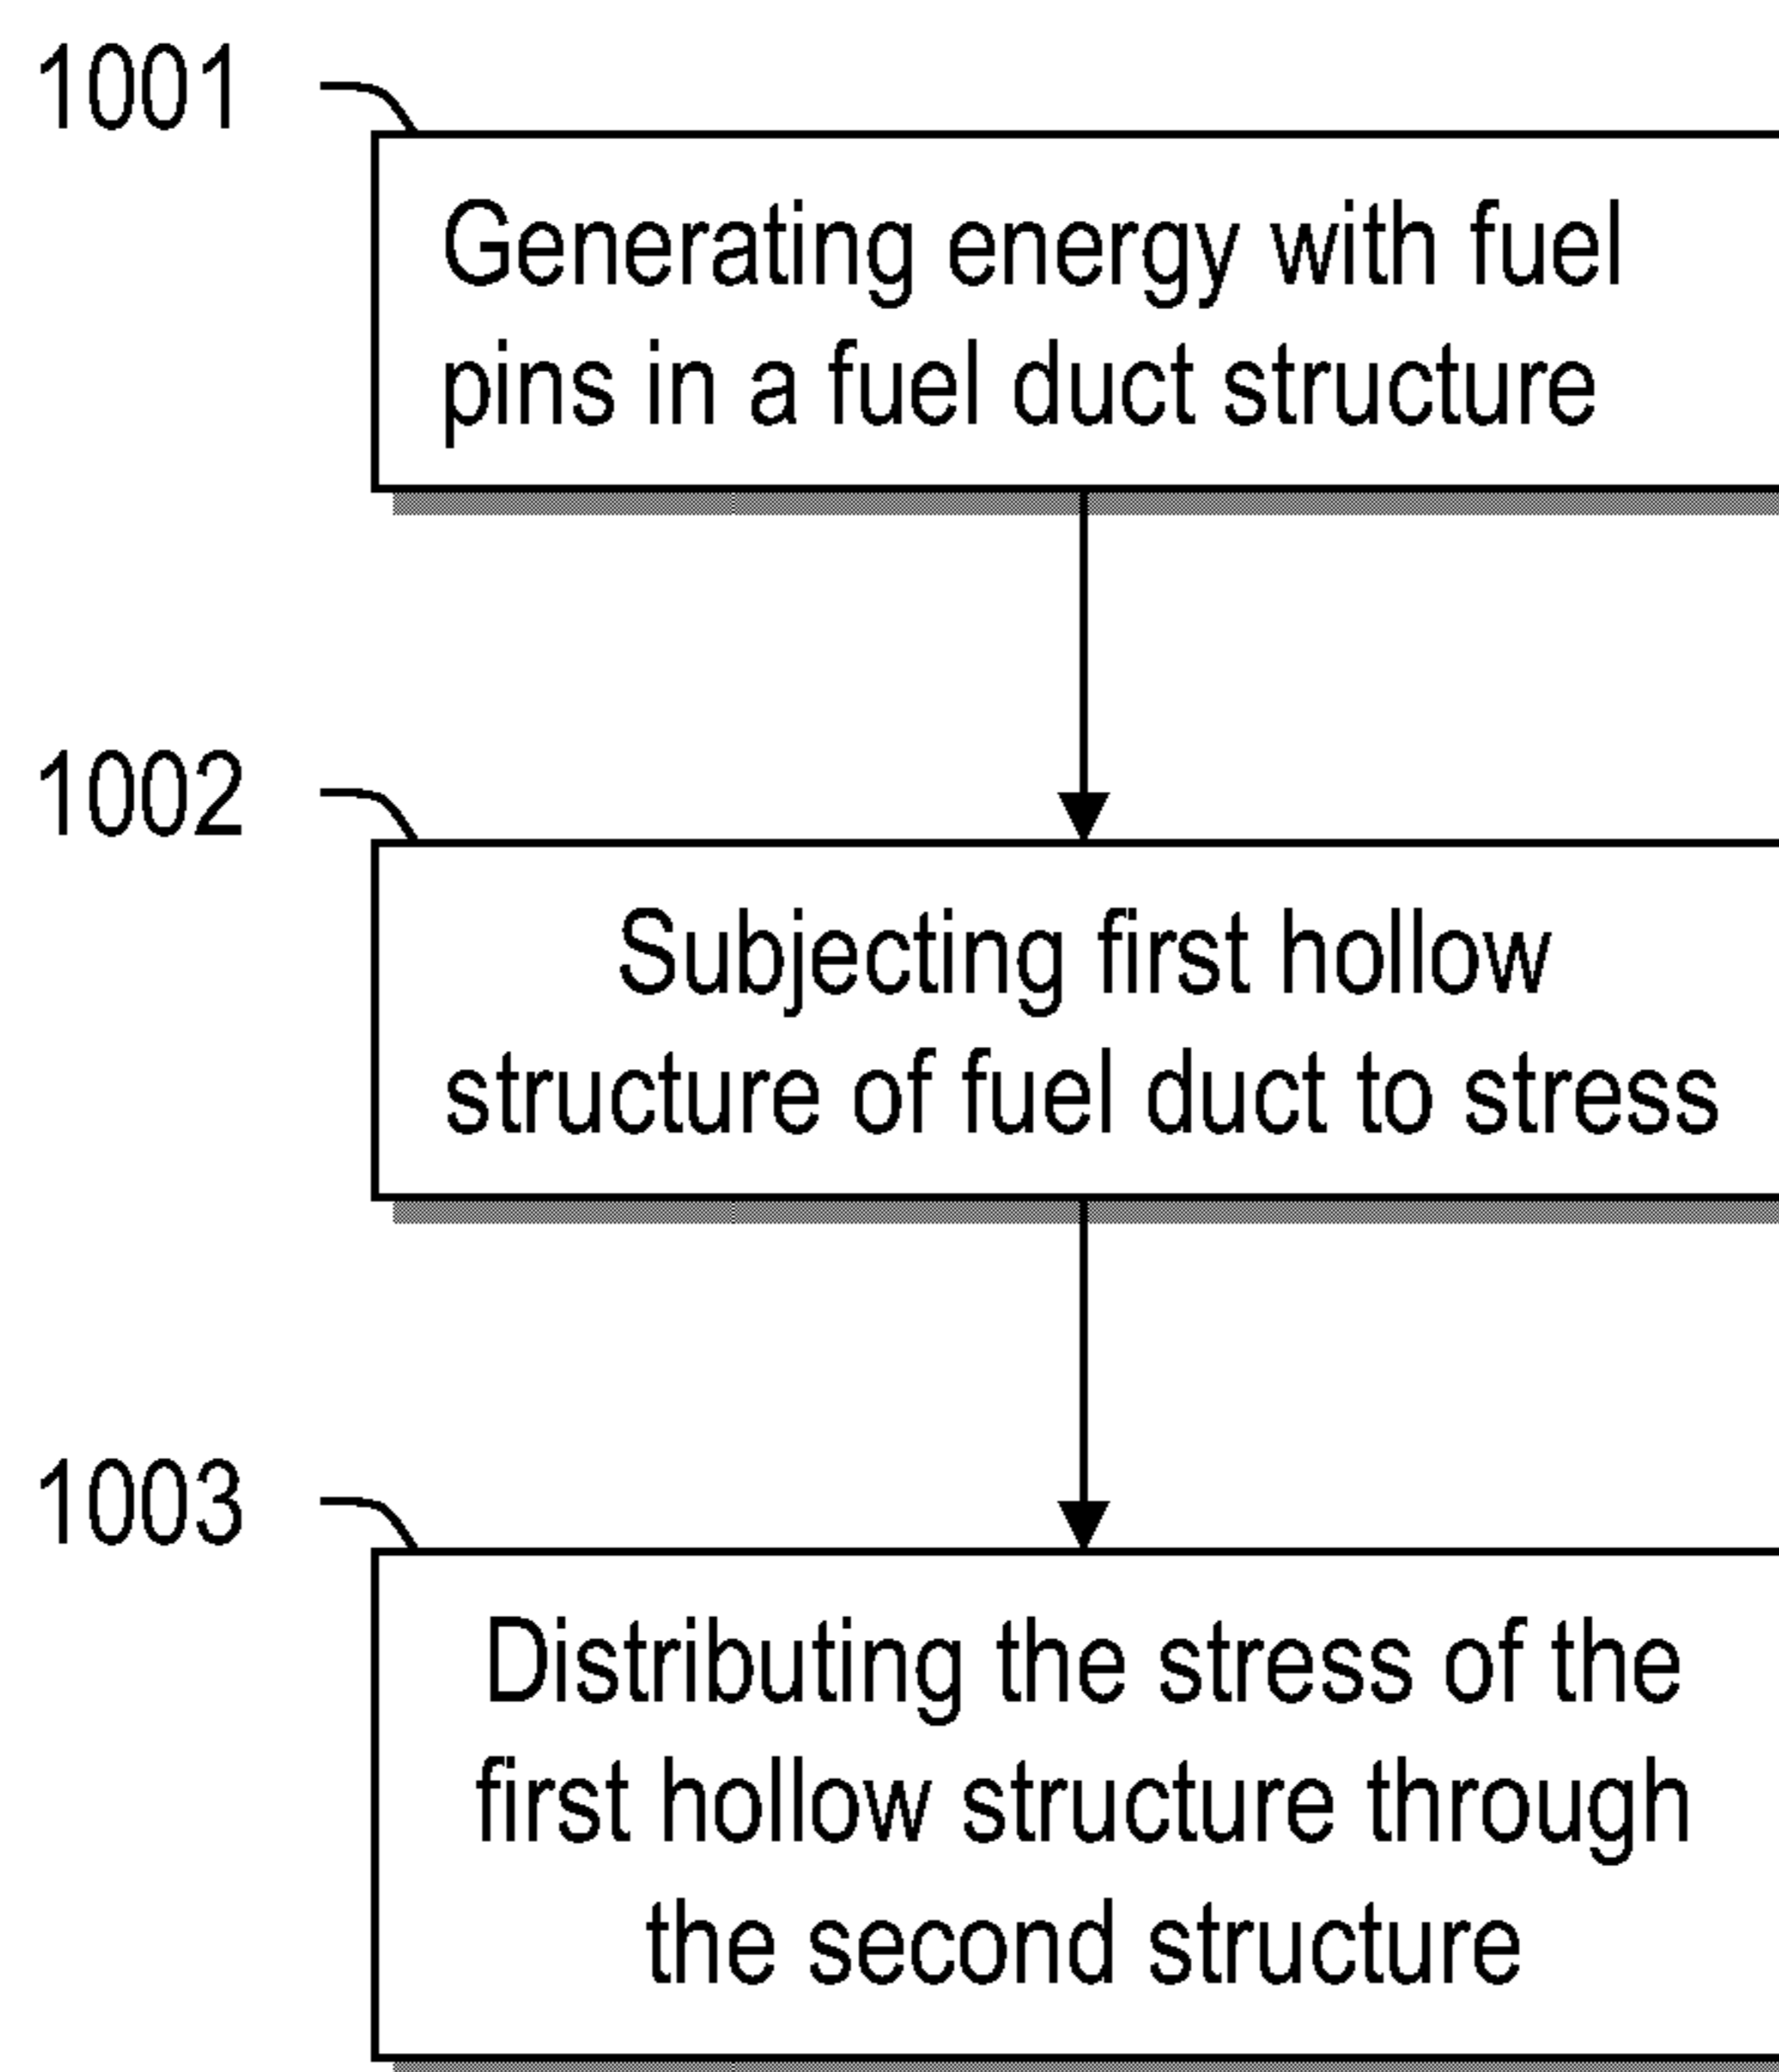 1001
Generating energy with fuel
pins in a fuel duct structure
1002
Subjecting first hollow
structure of fuel duct to stress
1003
Distributing the stress of the
first hollow structure through
the second structure